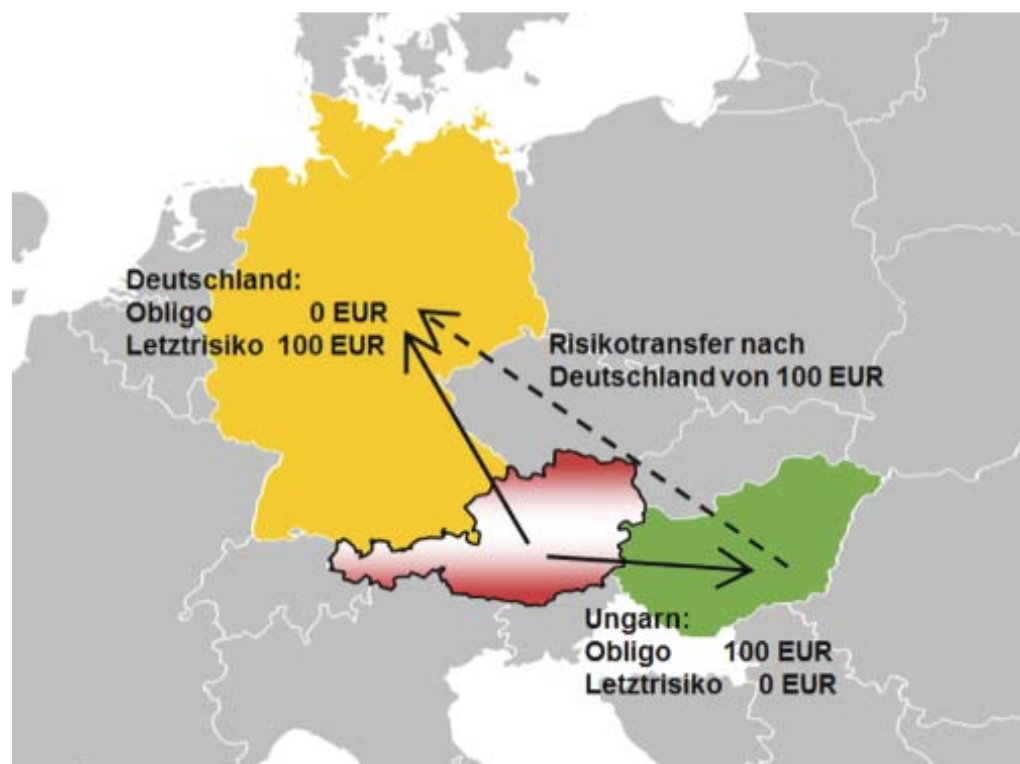 Deutschland:
Obligo 0 EUR
Letztrisiko 100 EUR
Risikotransfer nach
Deutschland von 100 EUR
Ungarn:
Obligo 100 EUR
Letztrisiko 0 EUR